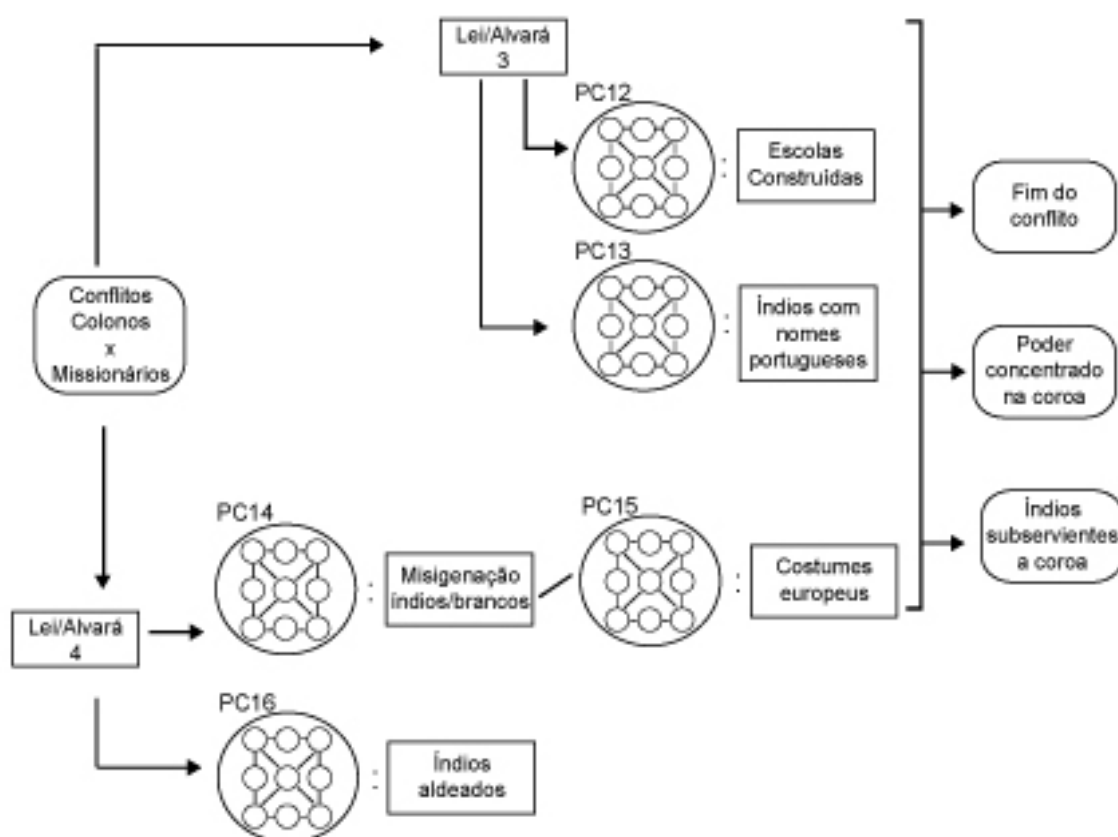 Lei/Alvará
3
PC12
:
Escolas
Construídas
PC13
:
Índios com
nomes
portugueses
Conflitos
Colonos
x
Missionários
Fim do
conflito
Poder
concentrado
na coroa
Índios
subservientes
a coroa
Lei/Alvará
4
PC14
:
Misigenação
índios/brancos
PC15
:
Costumes
europeus
PC16
:
Índios
aldeados